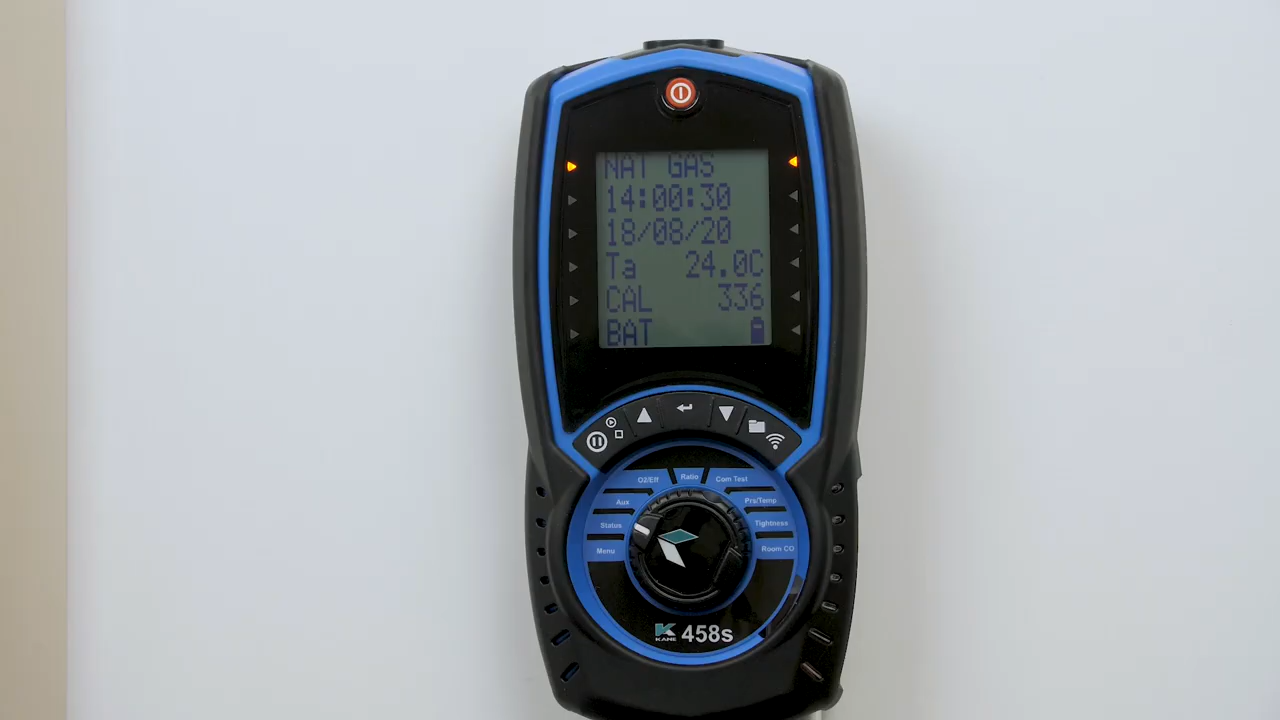 NAT GAS
14:00:30
18/08/20
Ta 24.0C
CAL 336
BAT
O2/Eff
Ratio
Com Test
Aux
Prs/Temp
Status
Tightness
Menu
Room CO
KANE 458s